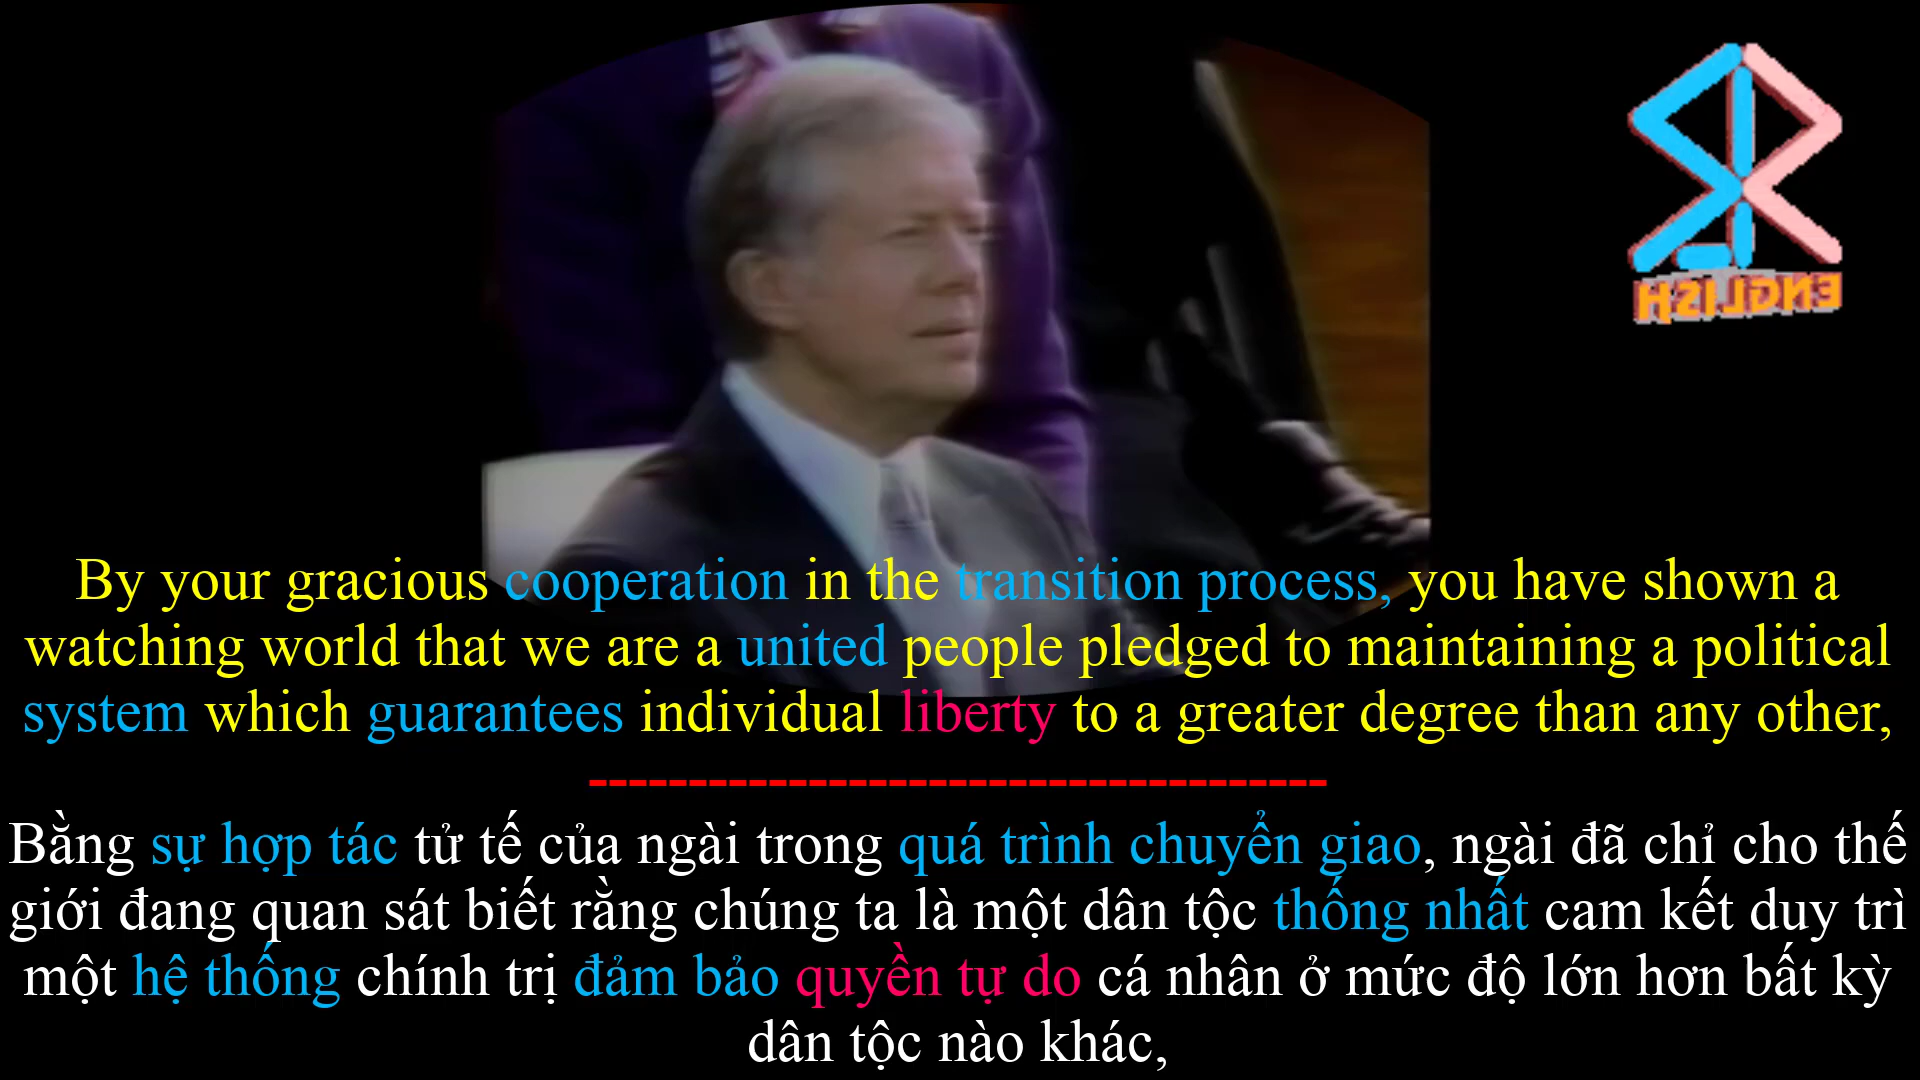 ENGLISH
By your gracious cooperation in the transition process, you have shown a
watching world that we are a united people pledged to maintaining a political
system which guarantees individual liberty to a greater degree than any other,
-------------------------------------
Bằng sự hợp tác tử tế của ngài trong quá trình chuyển giao, ngài đã chỉ cho thế
giới đang quan sát biết rằng chúng ta là một dân tộc thống nhất cam kết duy trì
một hệ thống chính trị đảm bảo quyền tự do cá nhân ở mức độ lớn hơn bất kỳ
dân tộc nào khác,